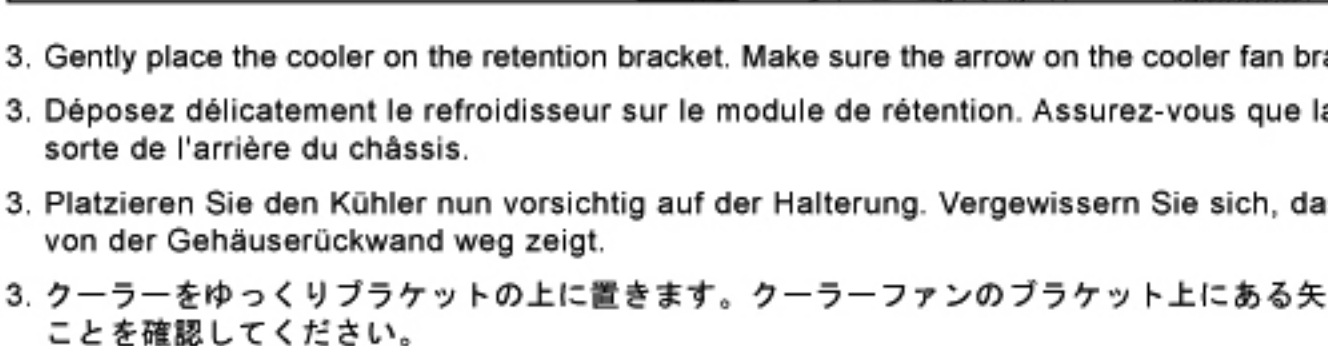 3. Gently place the cooler on the retention bracket. Make sure the arrow on the cooler fan
3. Déposez délicatement le refroidisseur sur le module de rétention. Assurez-vous que
sorte de l'arrière du châssis.
3. Platzieren Sie den Kühler nun vorsichtig auf der Halterung. Vergewissern Sie sich,
von der Gehäuserückwand weg zeigt.
3. クーラーをゆっくりブラケットの上に置きます。クーラーファンのブラケット上にある矢
ことを確認してください。